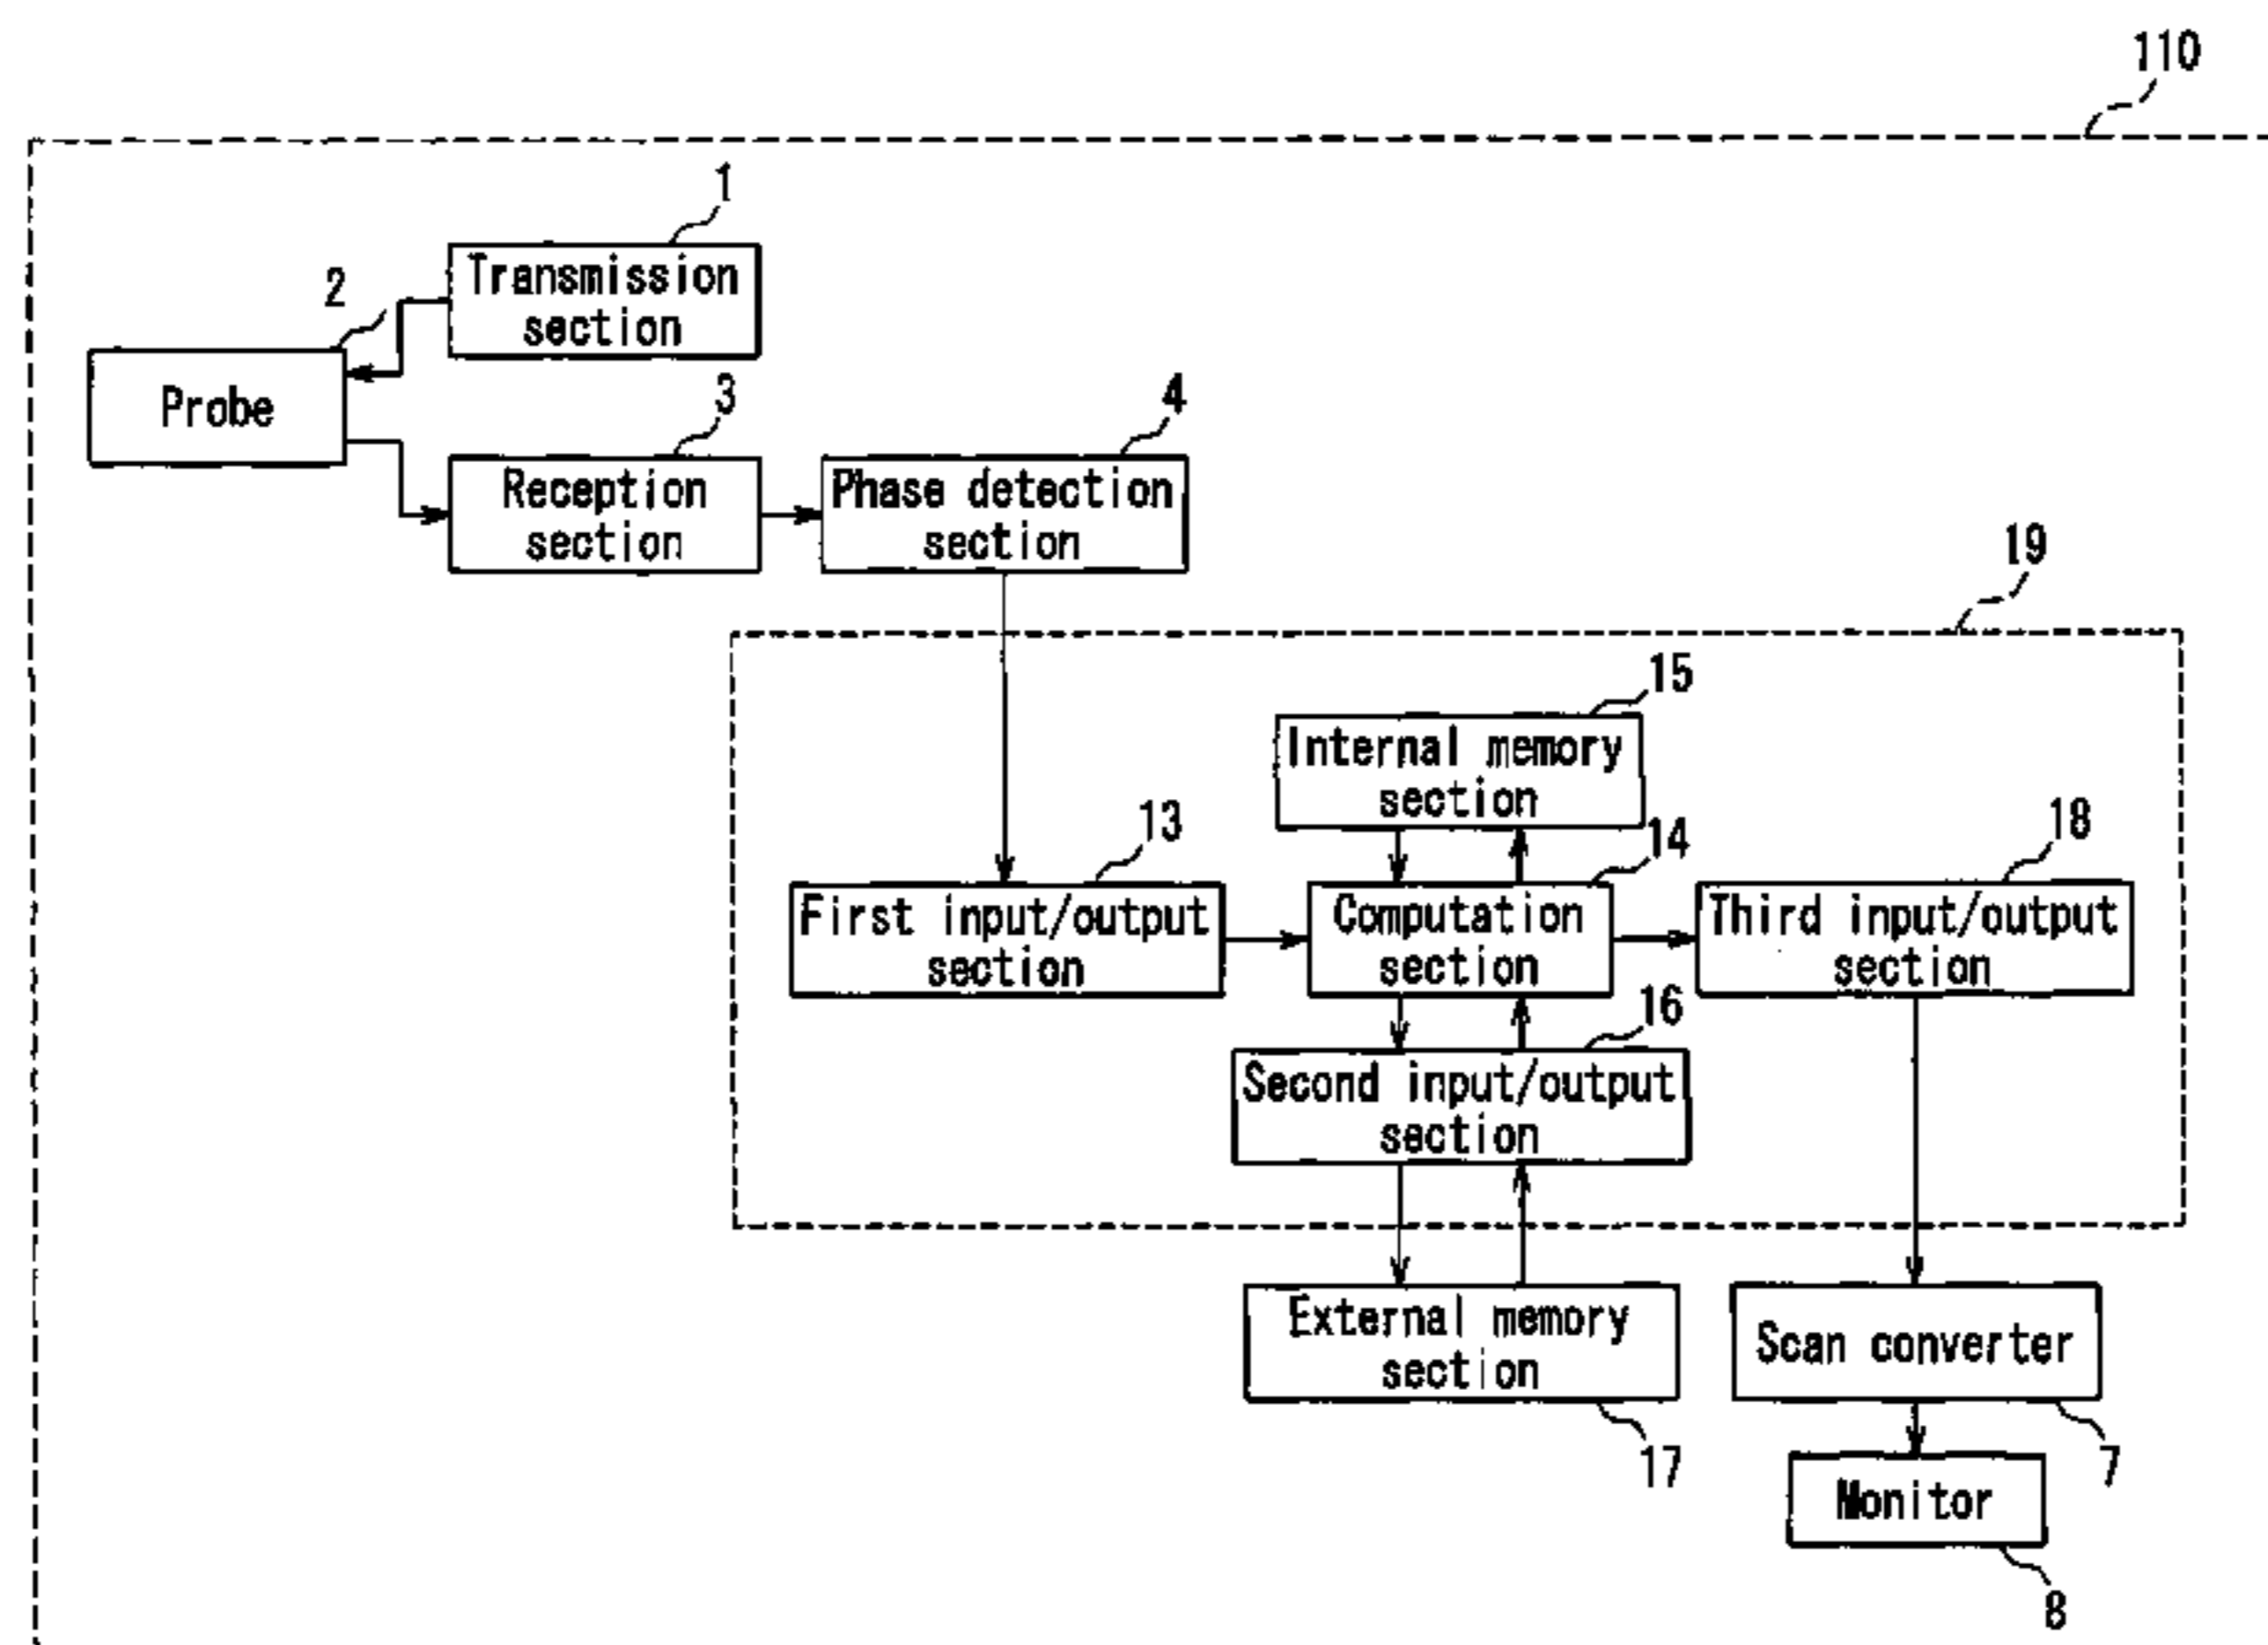 110
1
Transmission
section
2
Probe
3
Reception
section
4
Phase detection
section
19
15
Internal memory
section
13
First input/output
section
14
Computation
section
18
Third input/output
section
16
Second input/output
section
External memory
section
17
Scan converter
7
Monitor
8